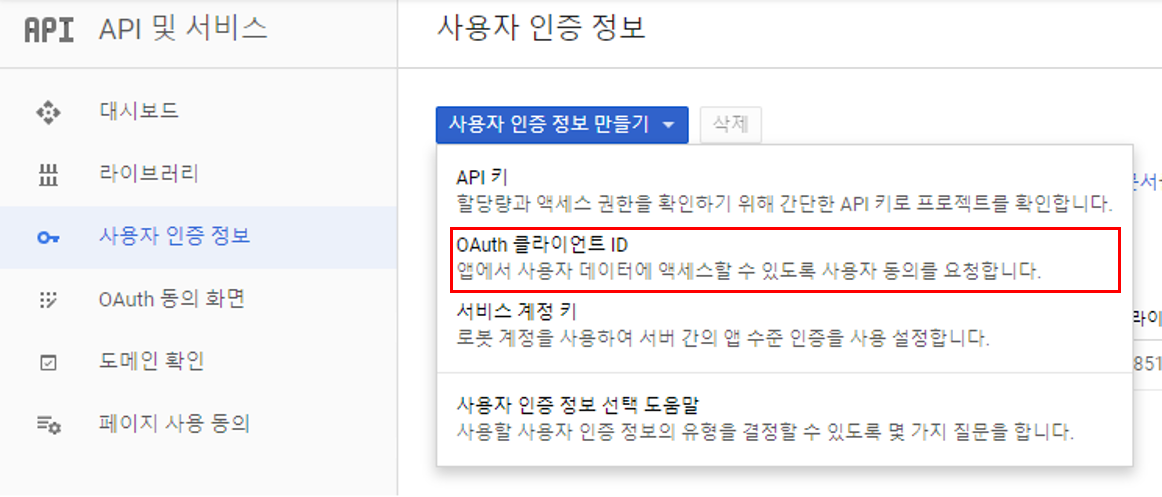 API API 및 서비스
사용자 인증 정보
대시보드
라이브러리
사용자 인증 정보
OAuth 동의 화면
도메인 확인
페이지 사용 동의
사용자 인증 정보 만들기
삭제
API 키
할당량과 액세스 권한을 확인하기 위해 간단한 API 키로 프로젝트를 확인합니다.
OAuth 클라이언트 ID
앱에서 사용자 데이터에 액세스할 수 있도록 사용자 동의를 요청합니다.
서비스 계정 키
로봇 계정을 사용하여 서버 간의 앱 수준 인증을 사용 설정합니다.
사용자 인증 정보 선택 도움말
사용할 사용자 인증 정보의 유형을 결정할 수 있도록 몇 가지 질문을 합니다.
라이
851